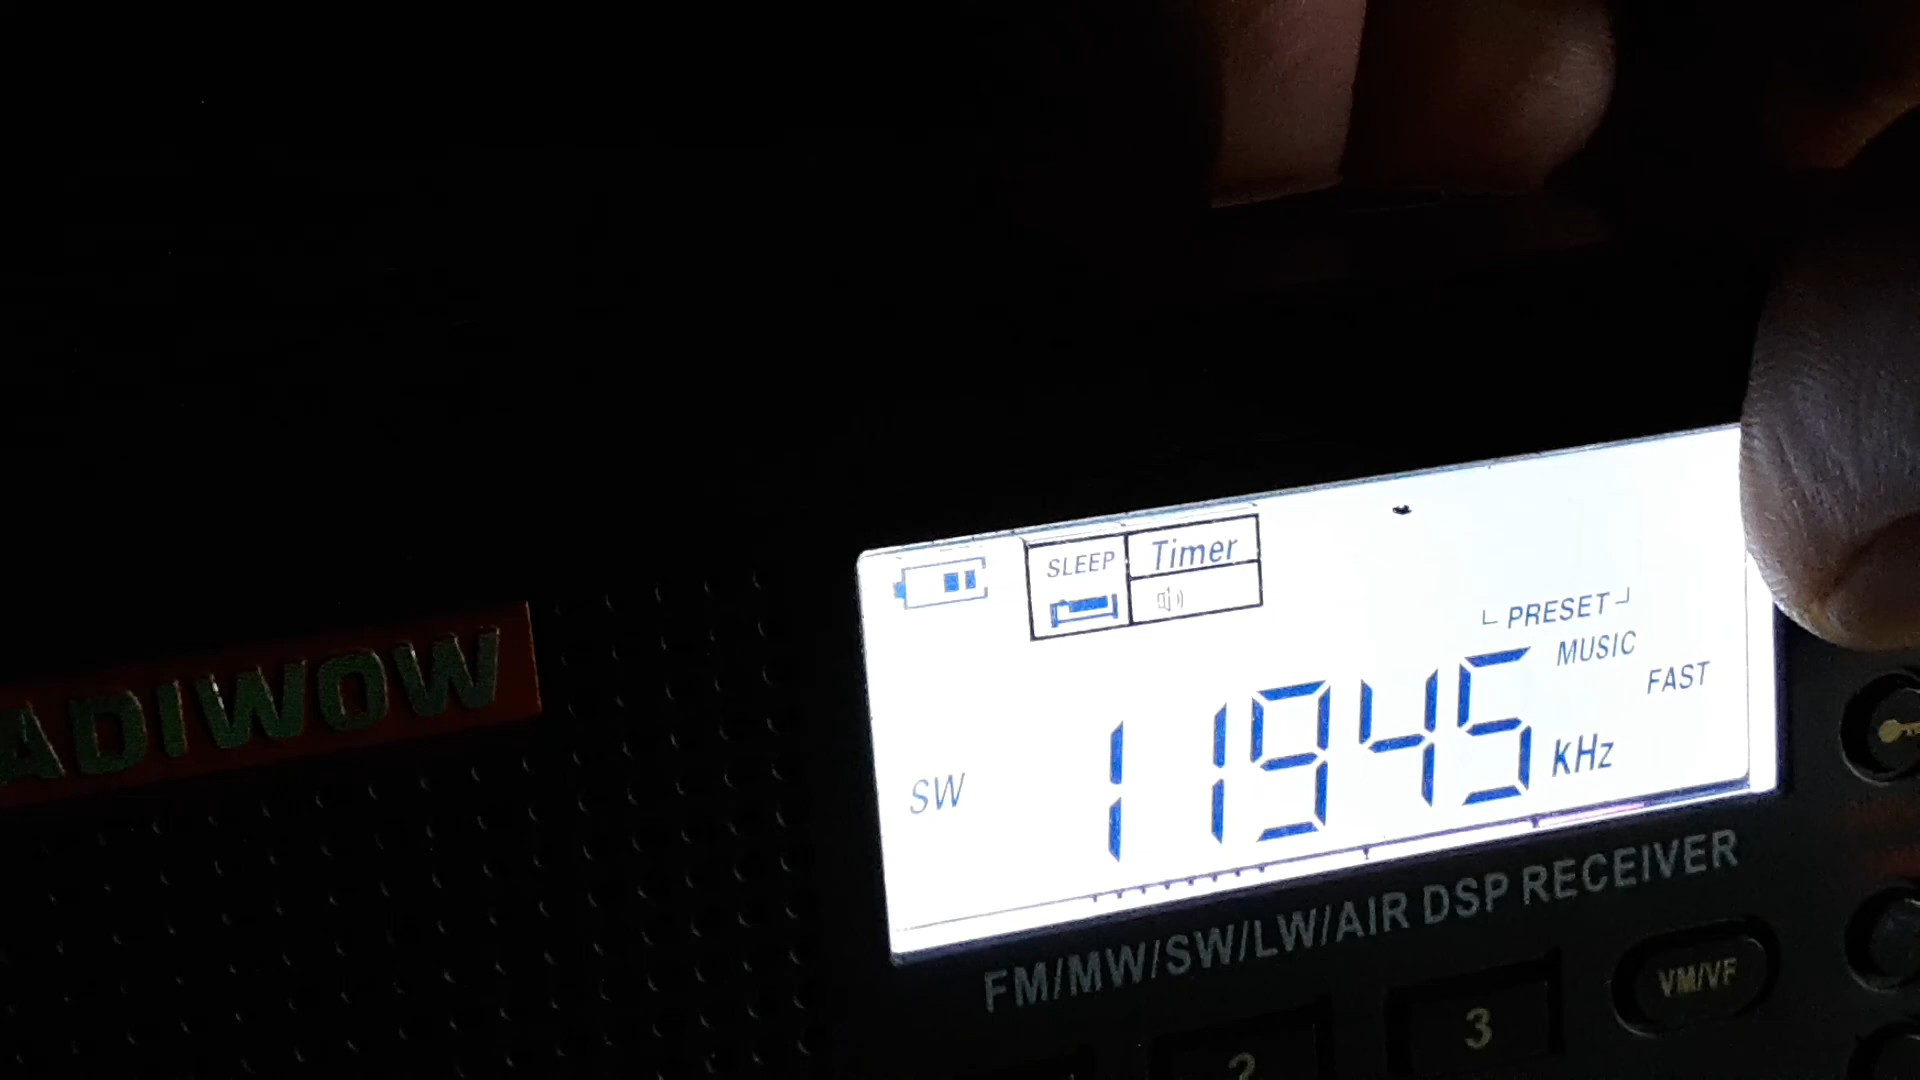 SLEEP Timer
PRESET
MUSIC
FAST
SW 11945 KHz
ADIWOW
FM/MW/SW/LW/AIR DSP RECEIVER
VM/VF
2 3